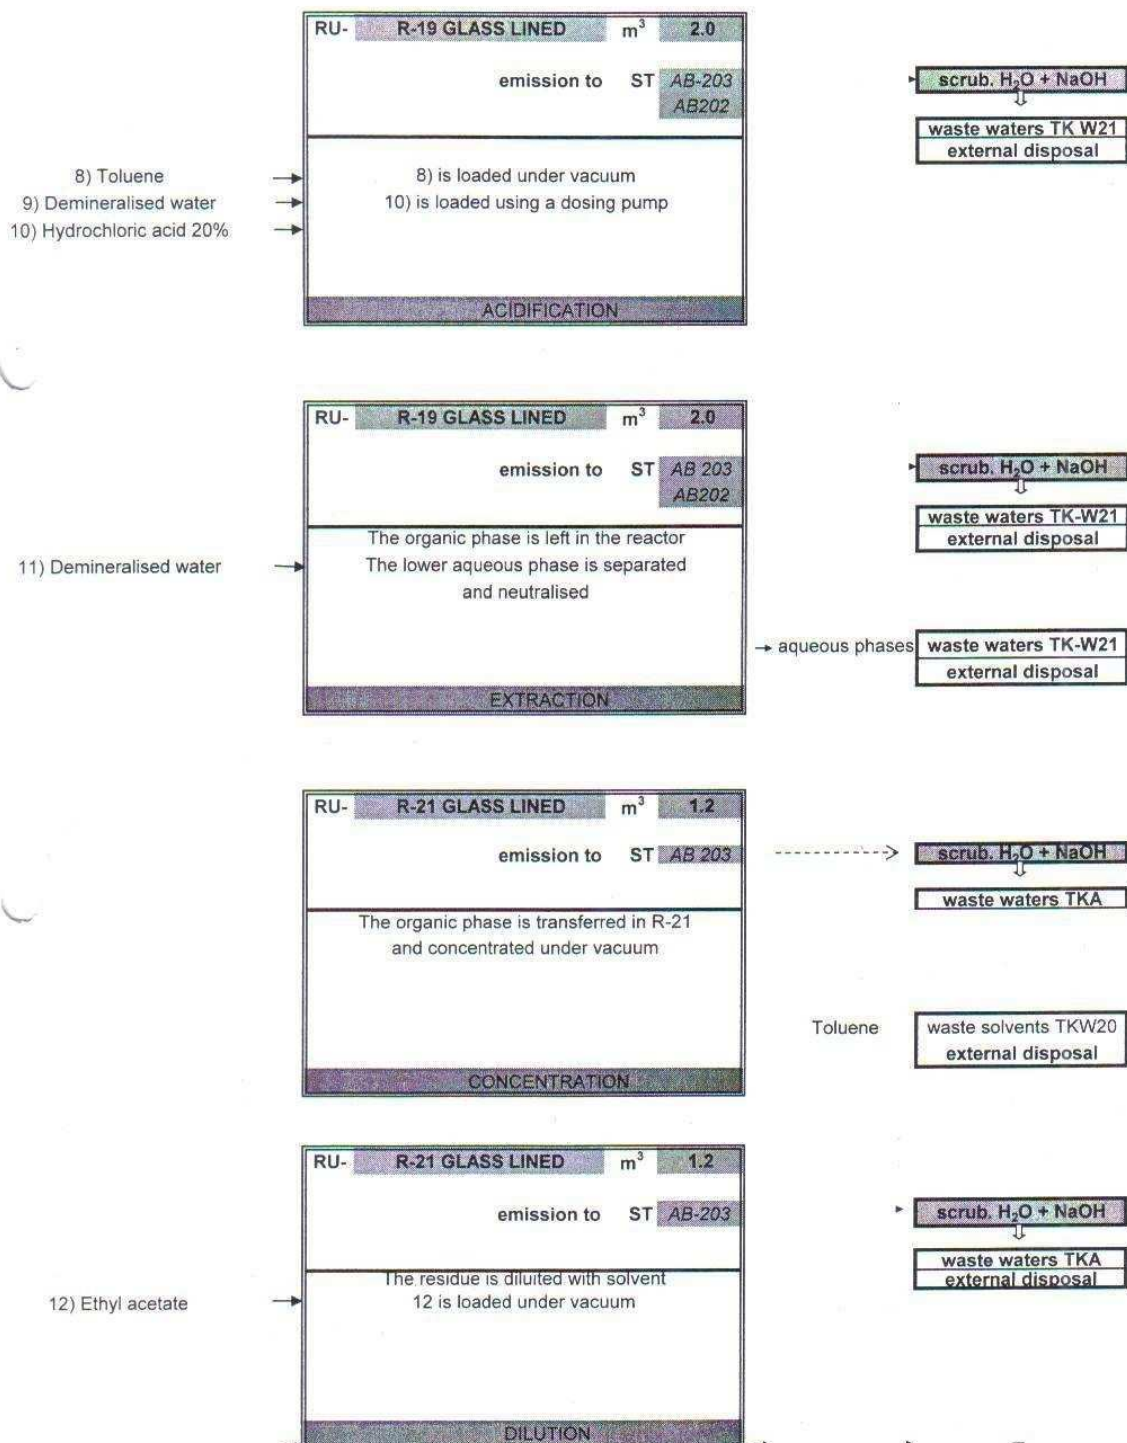 RU- R-19 GLASS LINED m³ 2.0
emission to ST AB-203
AB202
scrub. H₂O + NaOH
waste waters TK W21
external disposal
8) Toluene
9) Demineralised water
10) Hydrochloric acid 20%
8) is loaded under vacuum
10) is loaded using a dosing pump
ACIDIFICATION
RU- R-19 GLASS LINED m³ 2.0
emission to ST AB 203
AB202
scrub. H₂O + NaOH
waste waters TK-W21
external disposal
11) Demineralised water
The organic phase is left in the reactor
The lower aqueous phase is separated
and neutralised
aqueous phases waste waters TK-W21
external disposal
EXTRACTION
RU- R-21 GLASS LINED m³ 1.2
emission to ST AB 203
scrub. H₂O + NaOH
waste waters TKA
The organic phase is transferred in R-21
and concentrated under vacuum
Toluene waste solvents TKW20
external disposal
CONCENTRATION
RU- R-21 GLASS LINED m³ 1.2
emission to ST AB-203
scrub. H₂O + NaOH
waste waters TKA
external disposal
12) Ethyl acetate
The residue is diluited with solvent
12 is loaded under vacuum
DILUTION